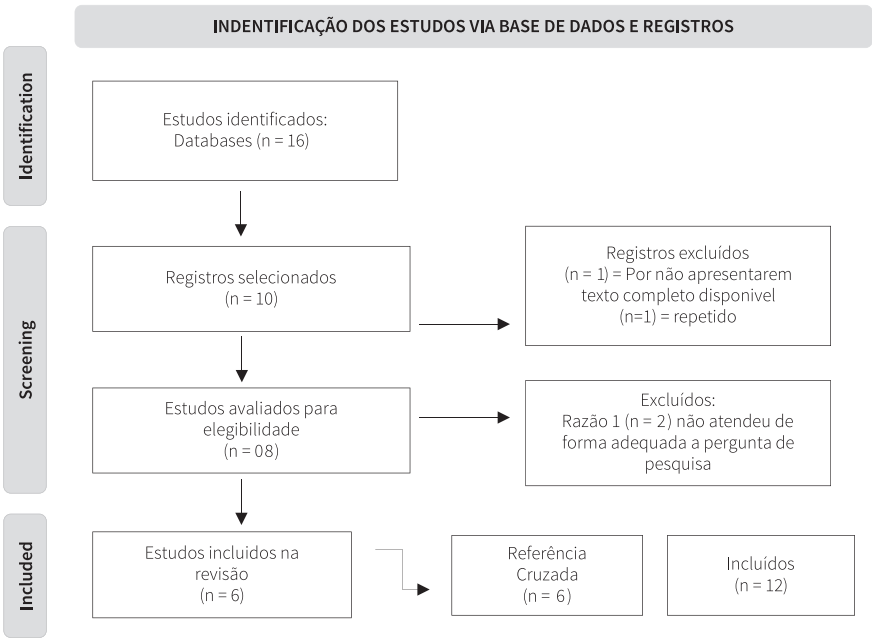 INDENTIFICAÇÃO DOS ESTUDOS VIA BASE DE DADOS E REGISTROS
Identification
Estudos identificados:
Databases (n = 16)
Screening
Registros selecionados
(n = 10)
Registros excluídos
(n = 1) = Por não apresentarem
texto completo disponivel
(n=1) = repetido
Estudos avaliados para
elegibilidade
(n = 08)
Excluídos:
Razão 1 (n = 2) não atendeu de
forma adequada a pergunta de
pesquisa
Included
Estudos incluidos na
revisão
(n = 6)
Referência
Cruzada
(n = 6)
Incluídos
(n = 12)